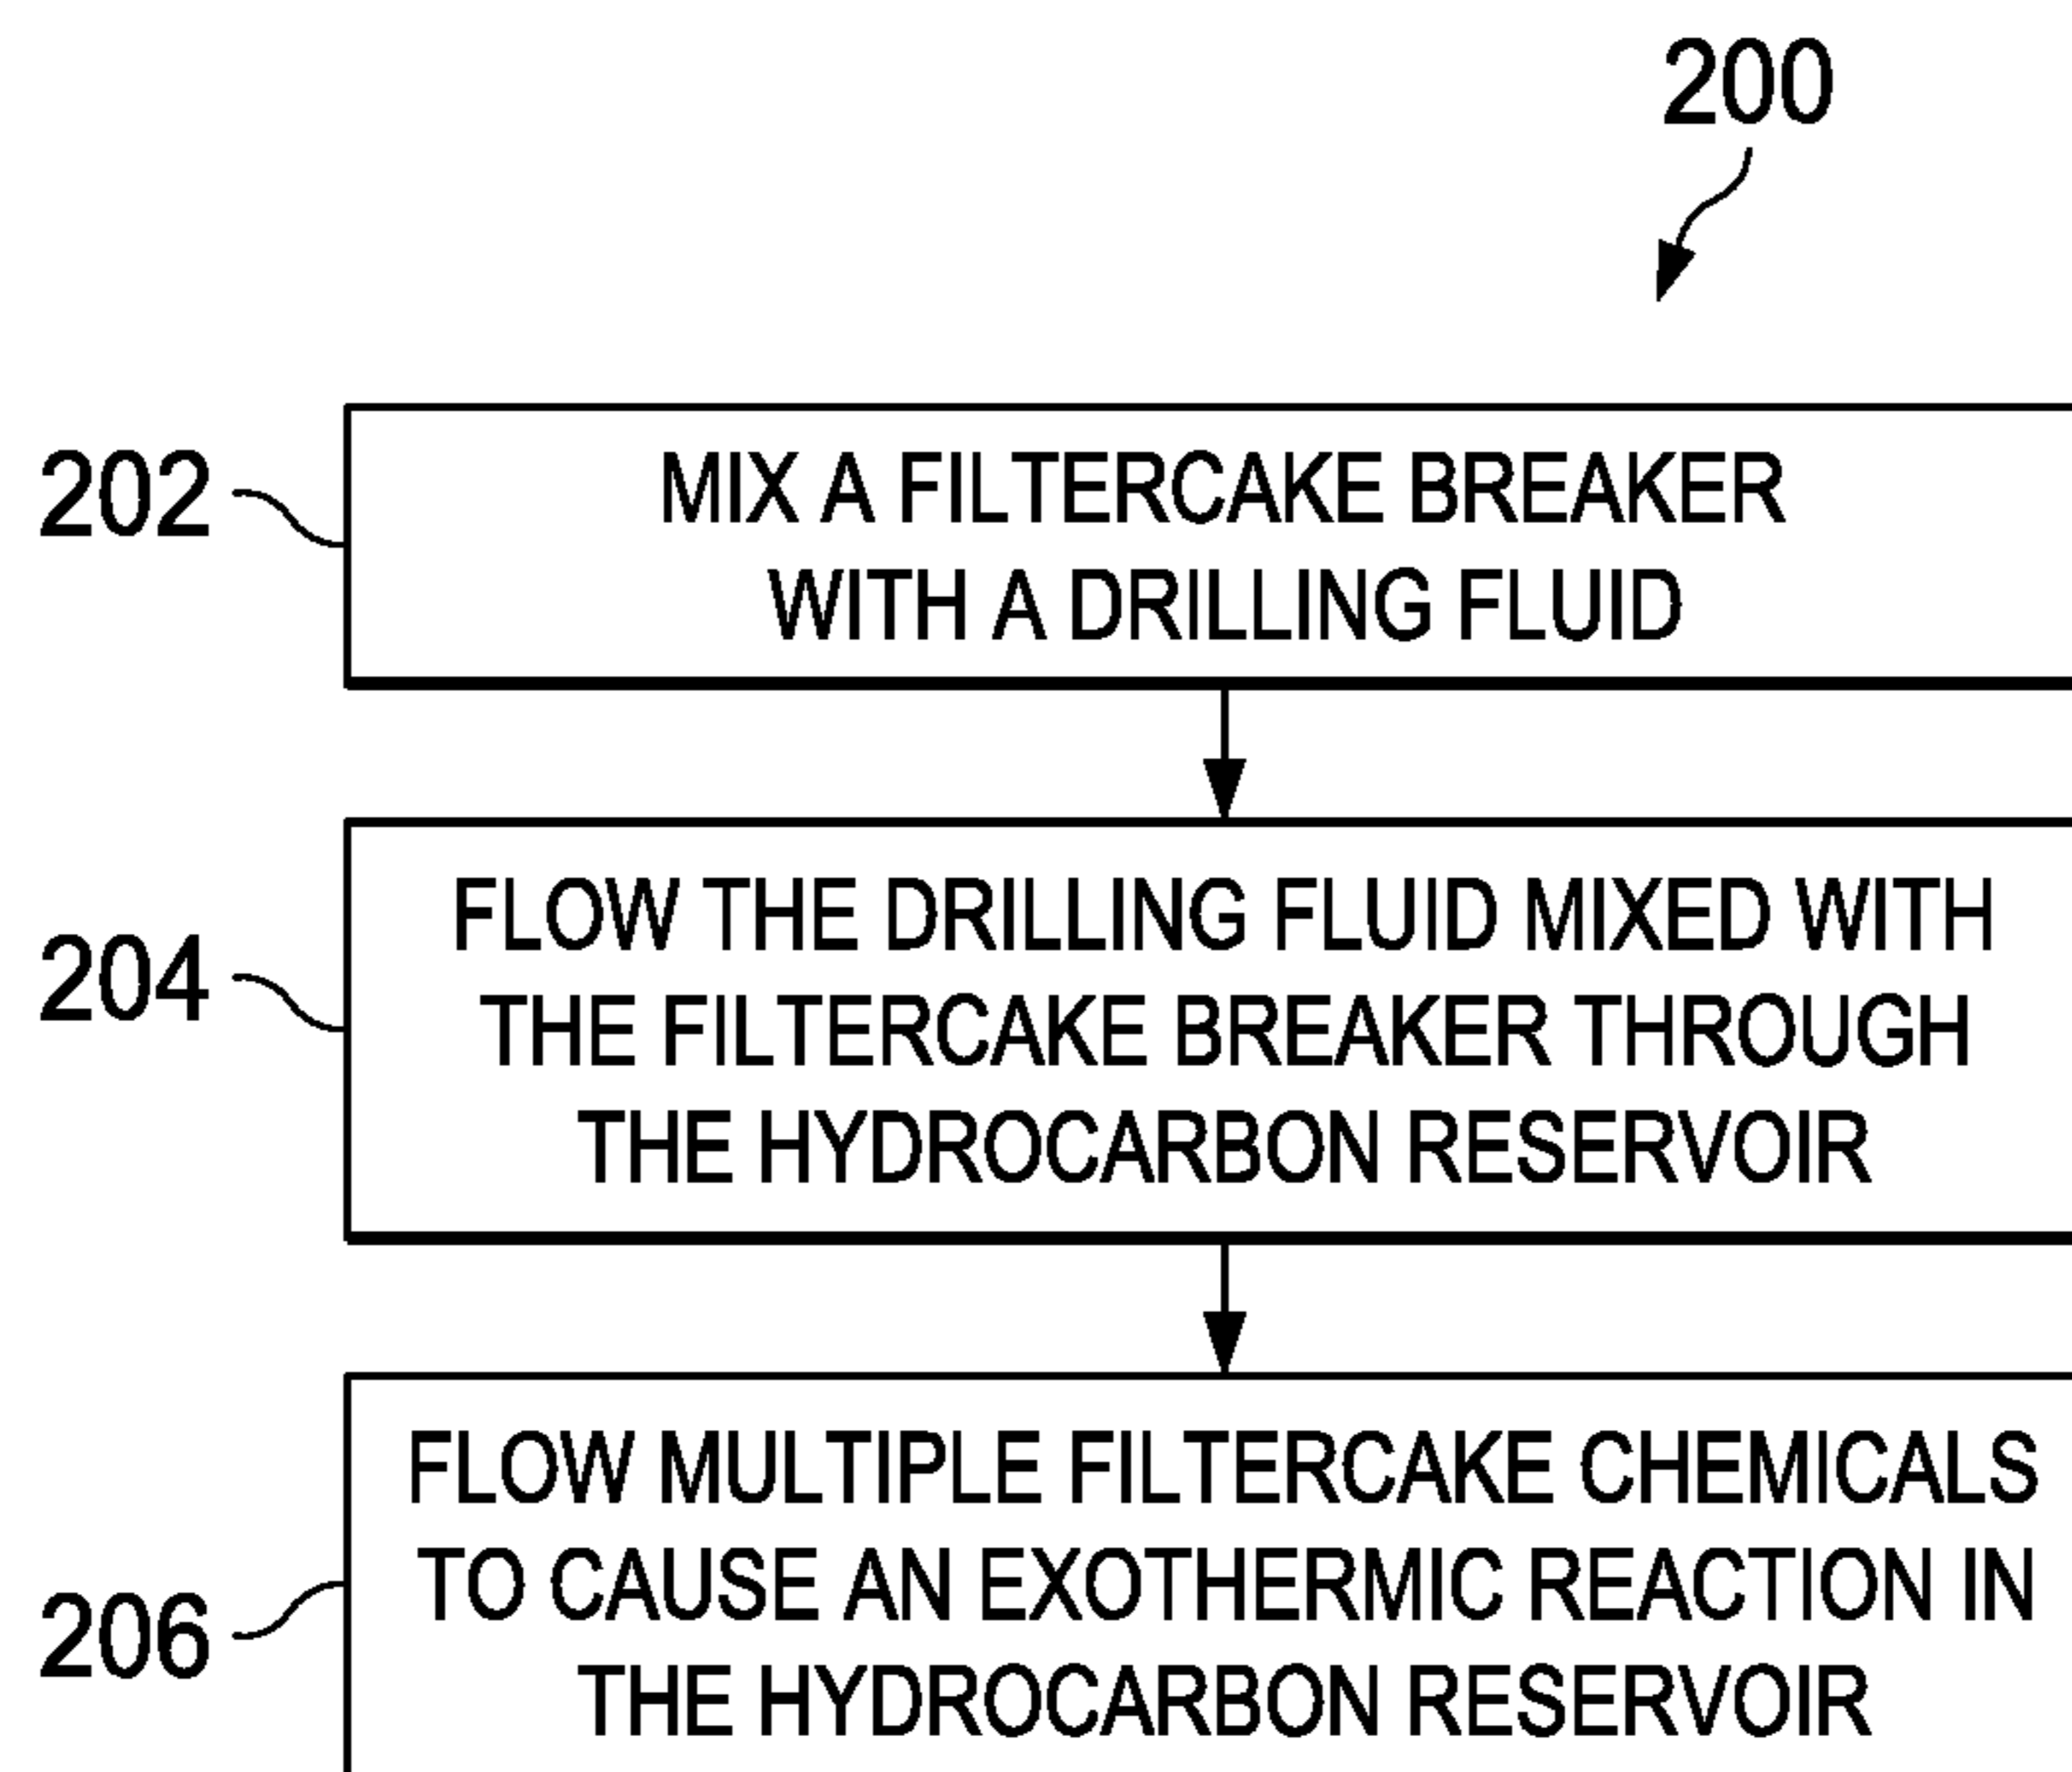 200
202
MIX A FILTERCAKE BREAKER
WITH A DRILLING FLUID
204
FLOW THE DRILLING FLUID MIXED WITH
THE FILTERCAKE BREAKER THROUGH
THE HYDROCARBON RESERVOIR
206
FLOW MULTIPLE FILTERCAKE CHEMICALS
TO CAUSE AN EXOTHERMIC REACTION IN
THE HYDROCARBON RESERVOIR